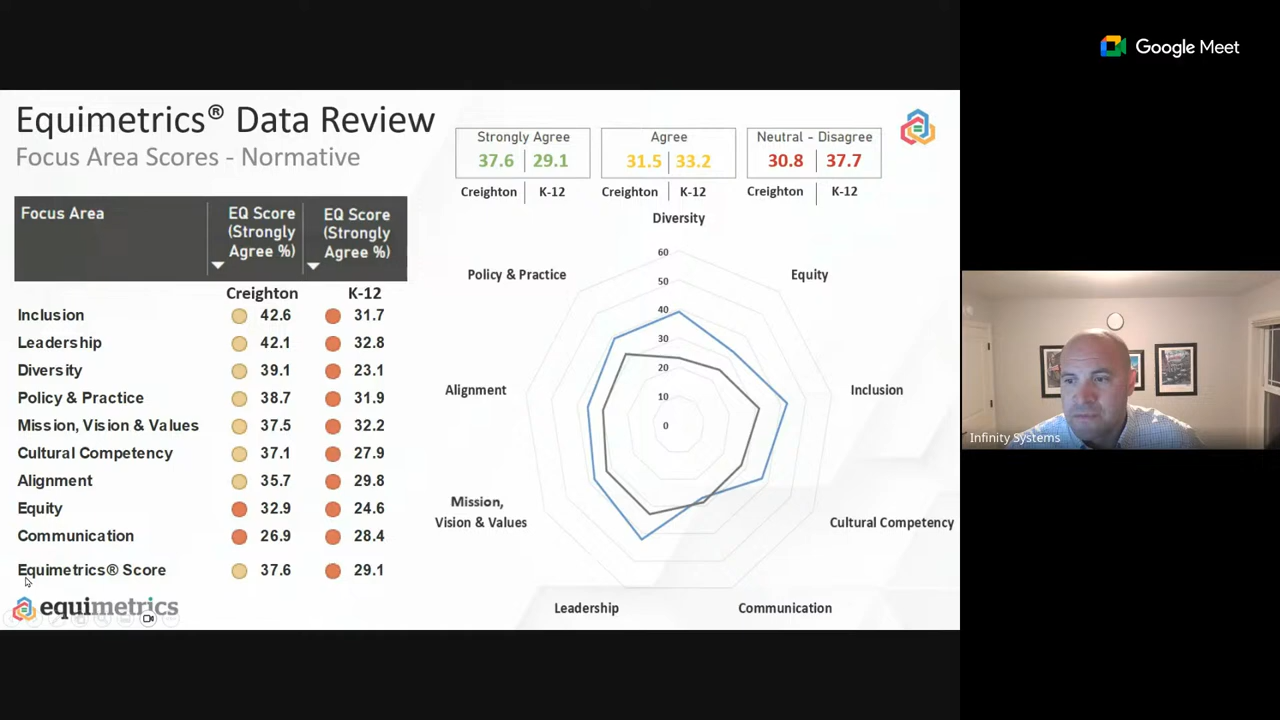 Google Meet
Equimetrics® Data Review
Focus Area Scores - Normative
Strongly Agree
37.6 29.1
Creighton K-12
Agree
31.5 33.2
Creighton K-12
Neutral - Disagree
30.8 37.7
Creighton K-12
Focus Area
EQ Score
(Strongly
Agree %)
EQ Score
(Strongly
Agree %)
Creighton K-12
Inclusion 42.6 31.7
Leadership 42.1 32.8
Diversity 39.1 23.1
Policy & Practice 38.7 31.9
Mission, Vision & Values 37.5 32.2
Cultural Competency 37.1 27.9
Alignment 35.7 29.8
Equity 32.9 24.6
Communication 26.9 28.4
Equimetrics® Score 37.6 29.1
equimetrics
Diversity
Policy & Practice
Equity
Alignment
Inclusion
Mission,
Vision & Values
Cultural Competency
Leadership
Communication
60
50
40
30
20
10
0
Infinity Systems